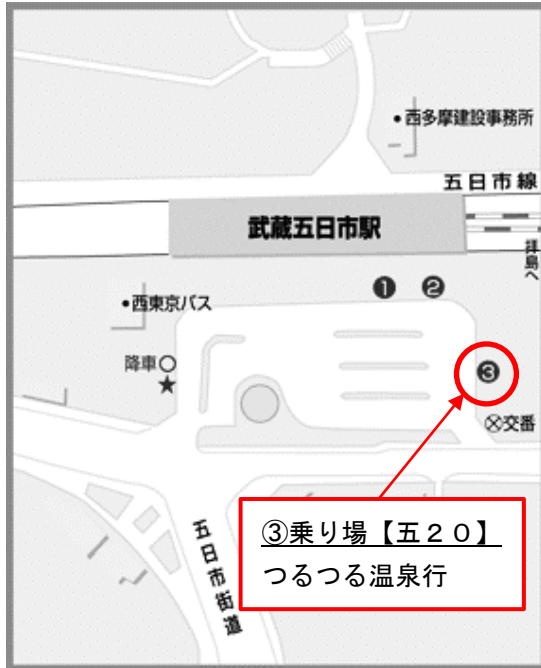 •西多摩建設事務所
五日市線
武蔵五日市駅
拝島へ
❶ ❷
•西東京バス
降車○
★
❸
⊗交番
③乗り場【五２０】
つるつる温泉行
五日市街道